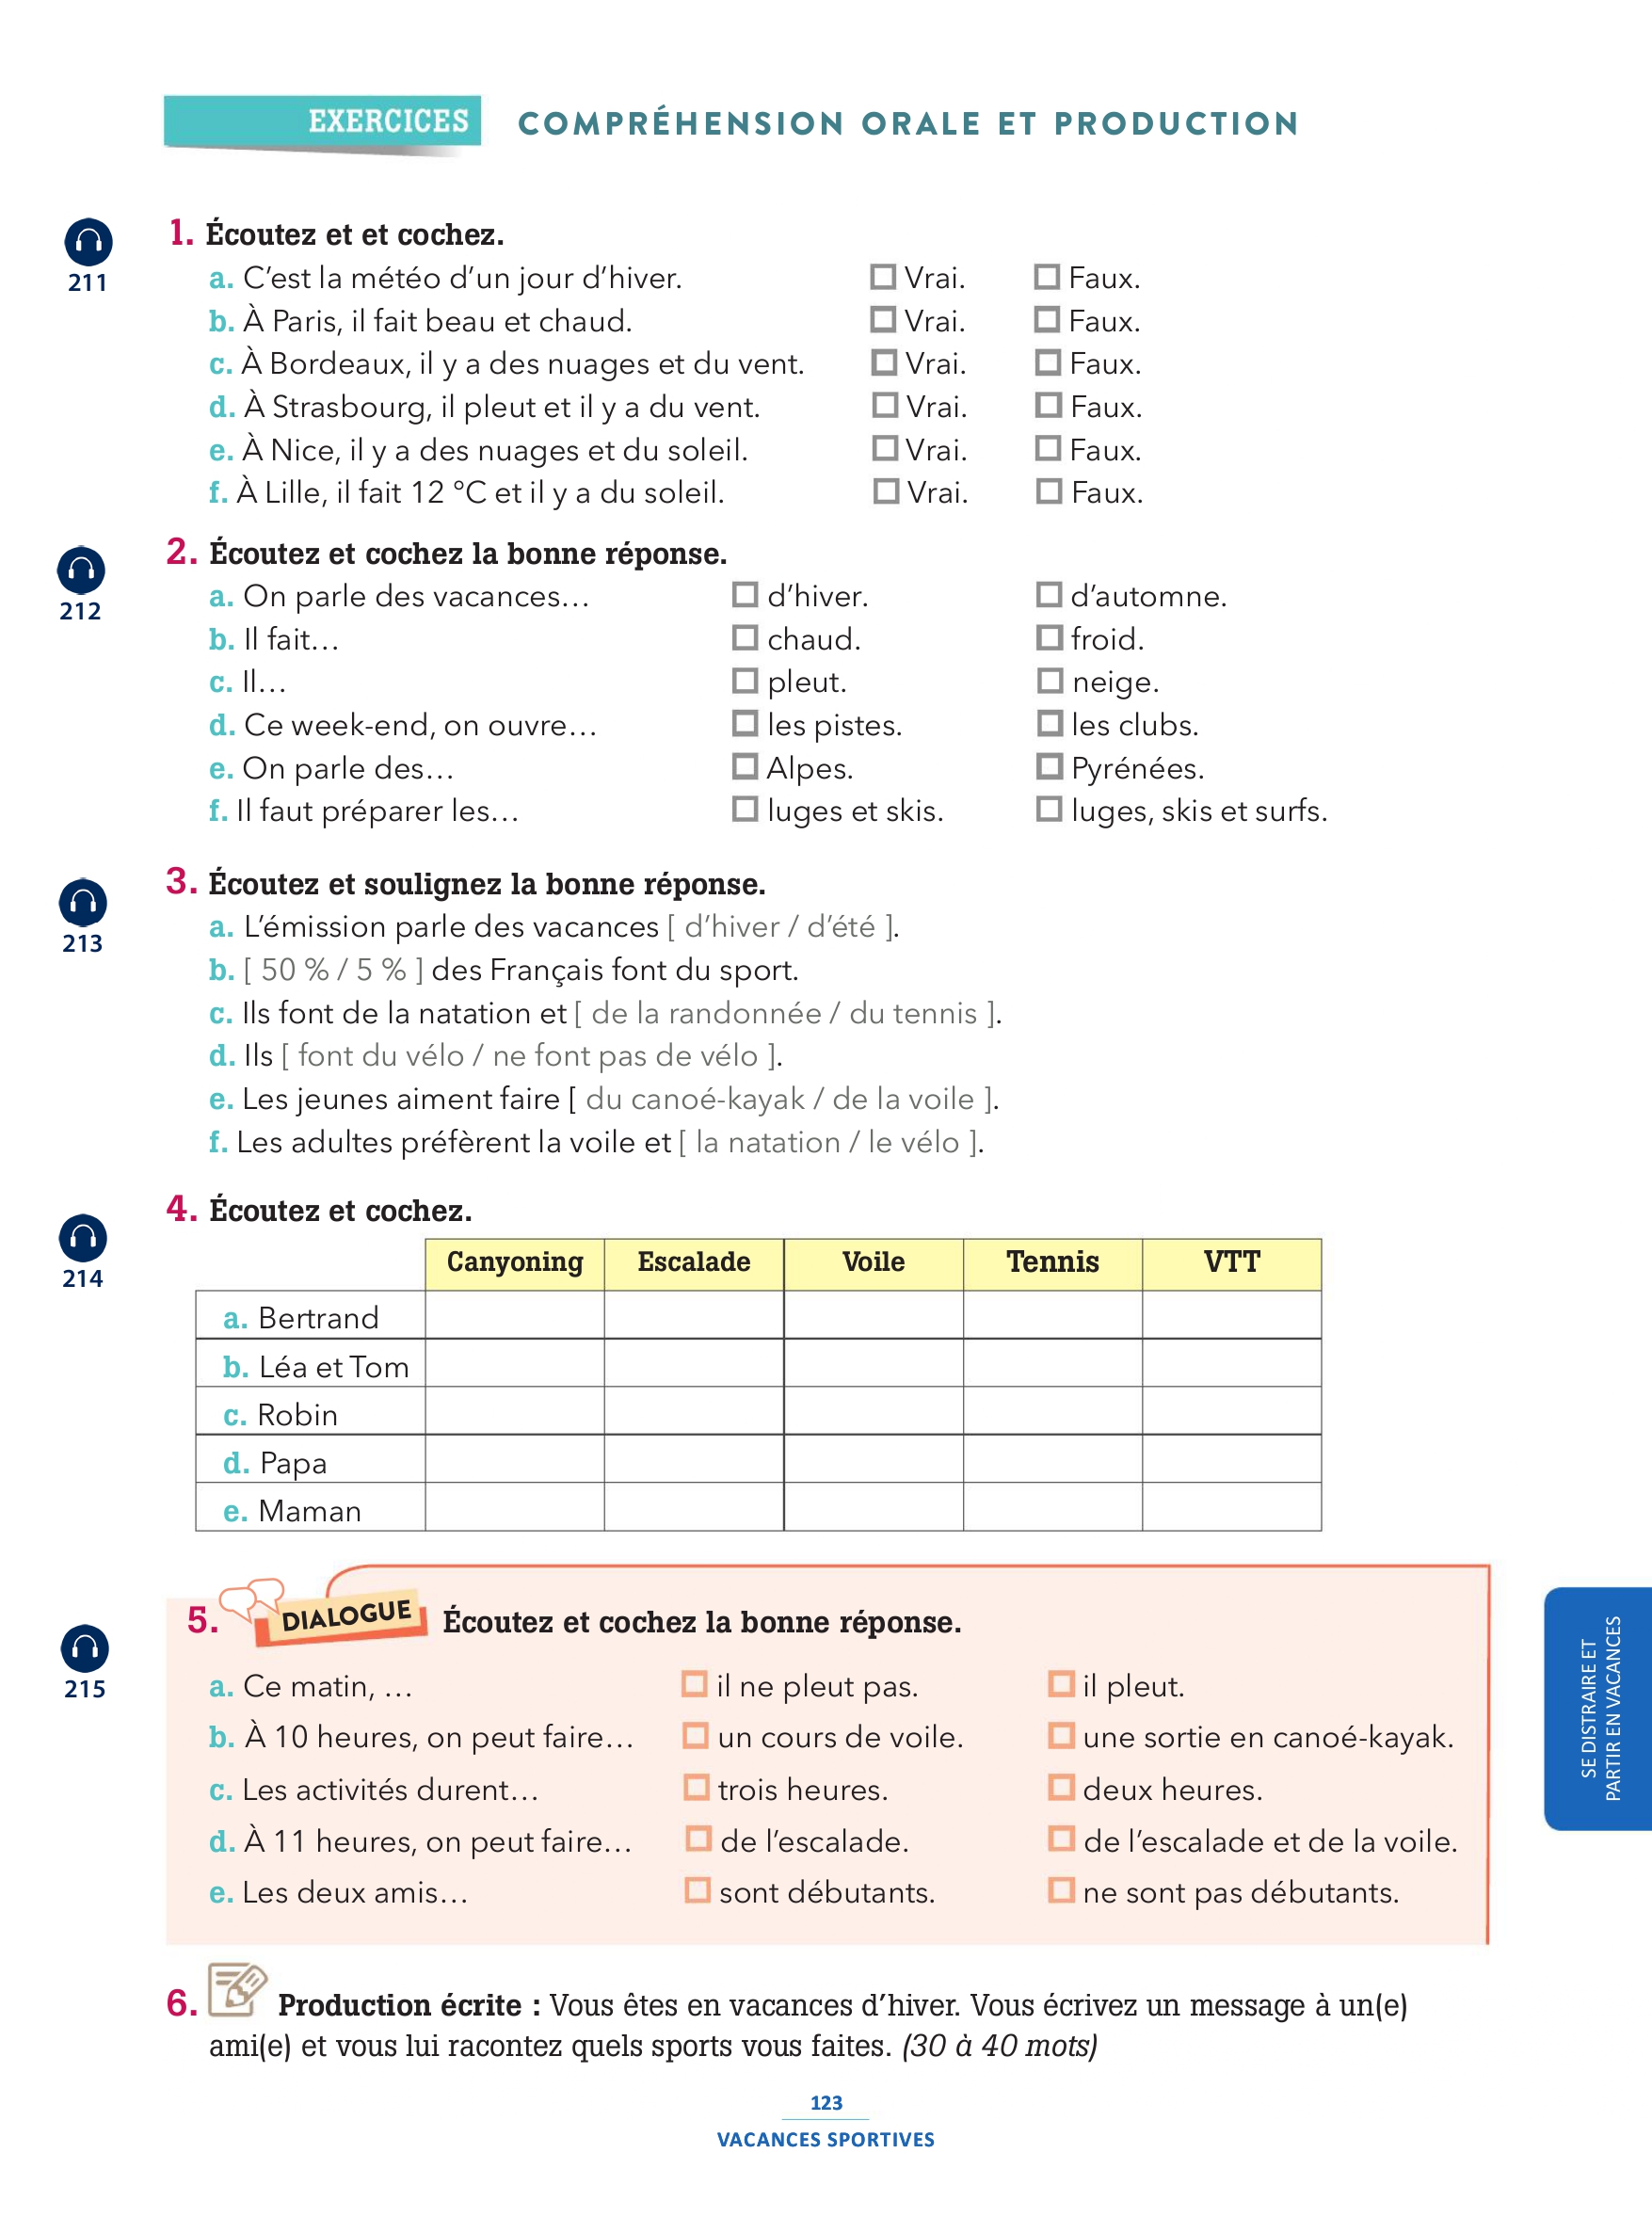 EXERCICES COMPRÉHENSION ORALE ET PRODUCTION
211
1. Écoutez et et cochez.
a. C'est la météo d'un jour d'hiver. ☐ Vrai. ☐ Faux.
b. À Paris, il fait beau et chaud. ☐ Vrai. ☐ Faux.
c. À Bordeaux, il y a des nuages et du vent. ☐ Vrai. ☐ Faux.
d. À Strasbourg, il pleut et il y a du vent. ☐ Vrai. ☐ Faux.
e. À Nice, il y a des nuages et du soleil. ☐ Vrai. ☐ Faux.
f. À Lille, il fait 12 °C et il y a du soleil. ☐ Vrai. ☐ Faux.
212
2. Écoutez et cochez la bonne réponse.
a. On parle des vacances… ☐ d'hiver. ☐ d'automne.
b. Il fait… ☐ chaud. ☐ froid.
c. Il… ☐ pleut. ☐ neige.
d. Ce week-end, on ouvre… ☐ les pistes. ☐ les clubs.
e. On parle des… ☐ Alpes. ☐ Pyrénées.
f. Il faut préparer les… ☐ luges et skis. ☐ luges, skis et surfs.
213
3. Écoutez et soulignez la bonne réponse.
a. L'émission parle des vacances [ d'hiver / d'été ].
b. [ 50 % / 5 % ] des Français font du sport.
c. Ils font de la natation et [ de la randonnée / du tennis ].
d. Ils [ font du vélo / ne font pas de vélo ].
e. Les jeunes aiment faire [ du canoé-kayak / de la voile ].
f. Les adultes préfèrent la voile et [ la natation / le vélo ].
214
4. Écoutez et cochez.
Canyoning Escalade Voile Tennis VTT
a. Bertrand
b. Léa et Tom
c. Robin
d. Papa
e. Maman
215
5. DIALOGUE Écoutez et cochez la bonne réponse.
a. Ce matin, … ☐ il ne pleut pas. ☐ il pleut.
b. À 10 heures, on peut faire… ☐ un cours de voile. ☐ une sortie en canoé-kayak.
c. Les activités durent… ☐ trois heures. ☐ deux heures.
d. À 11 heures, on peut faire… ☐ de l'escalade. ☐ de l'escalade et de la voile.
e. Les deux amis… ☐ sont débutants. ☐ ne sont pas débutants.
SE DISTRAIRE ET
PARTIR EN VACANCES
6. Production écrite : Vous êtes en vacances d'hiver. Vous écrivez un message à un(e)
ami(e) et vous lui racontez quels sports vous faites. (30 à 40 mots)
123
VACANCES SPORTIVES